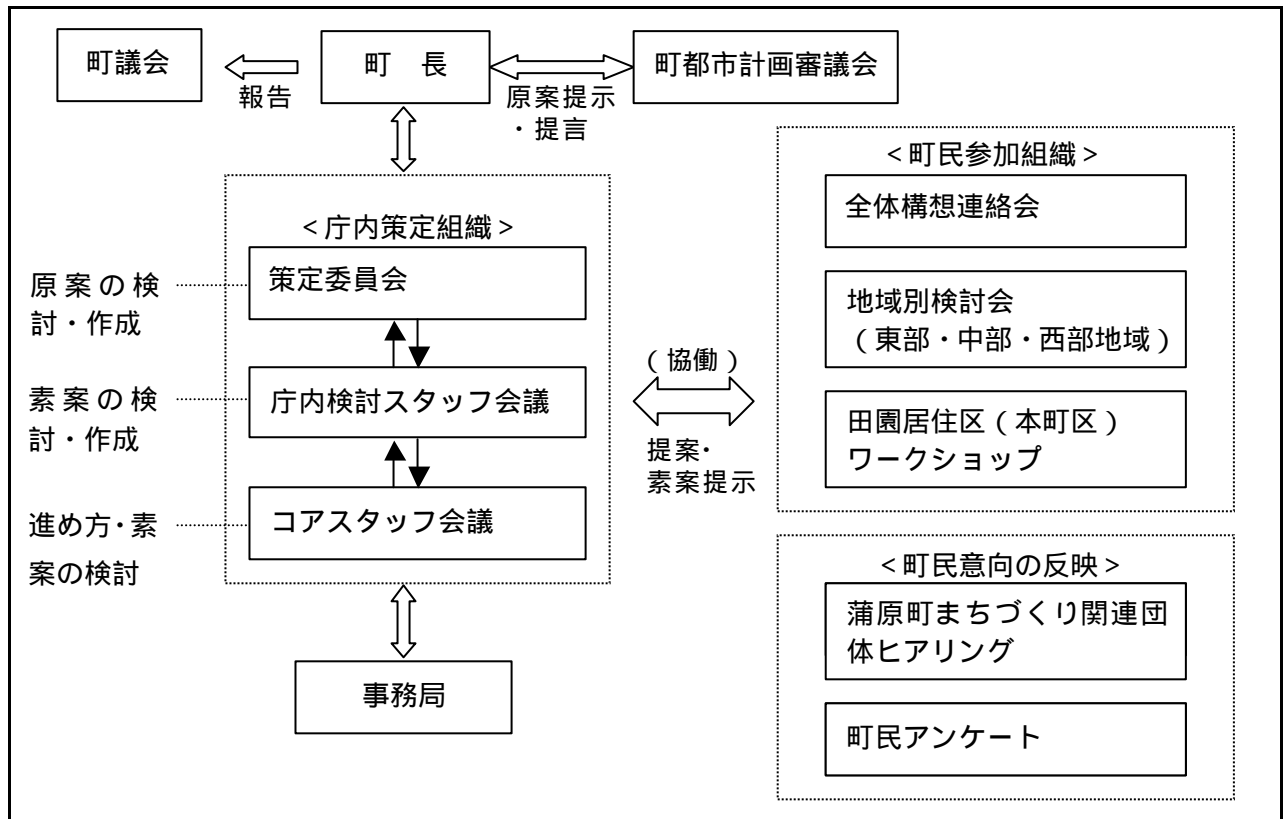 町議会
町　長
町都市計画審議会
報告
原案提示
・提言
＜庁内策定組織＞
策定委員会
庁内検討スタッフ会議
コアスタッフ会議
原案の検
討・作成
素案の検
討・作成
進め方・素
案の検討
事務局
（協働）
提案・
素案提示
＜町民参加組織＞
全体構想連絡会
地域別検討会
（東部・中部・西部地域）
田園居住区（本町区）
ワークショップ
＜町民意向の反映＞
蒲原町まちづくり関連団
体ヒアリング
町民アンケート